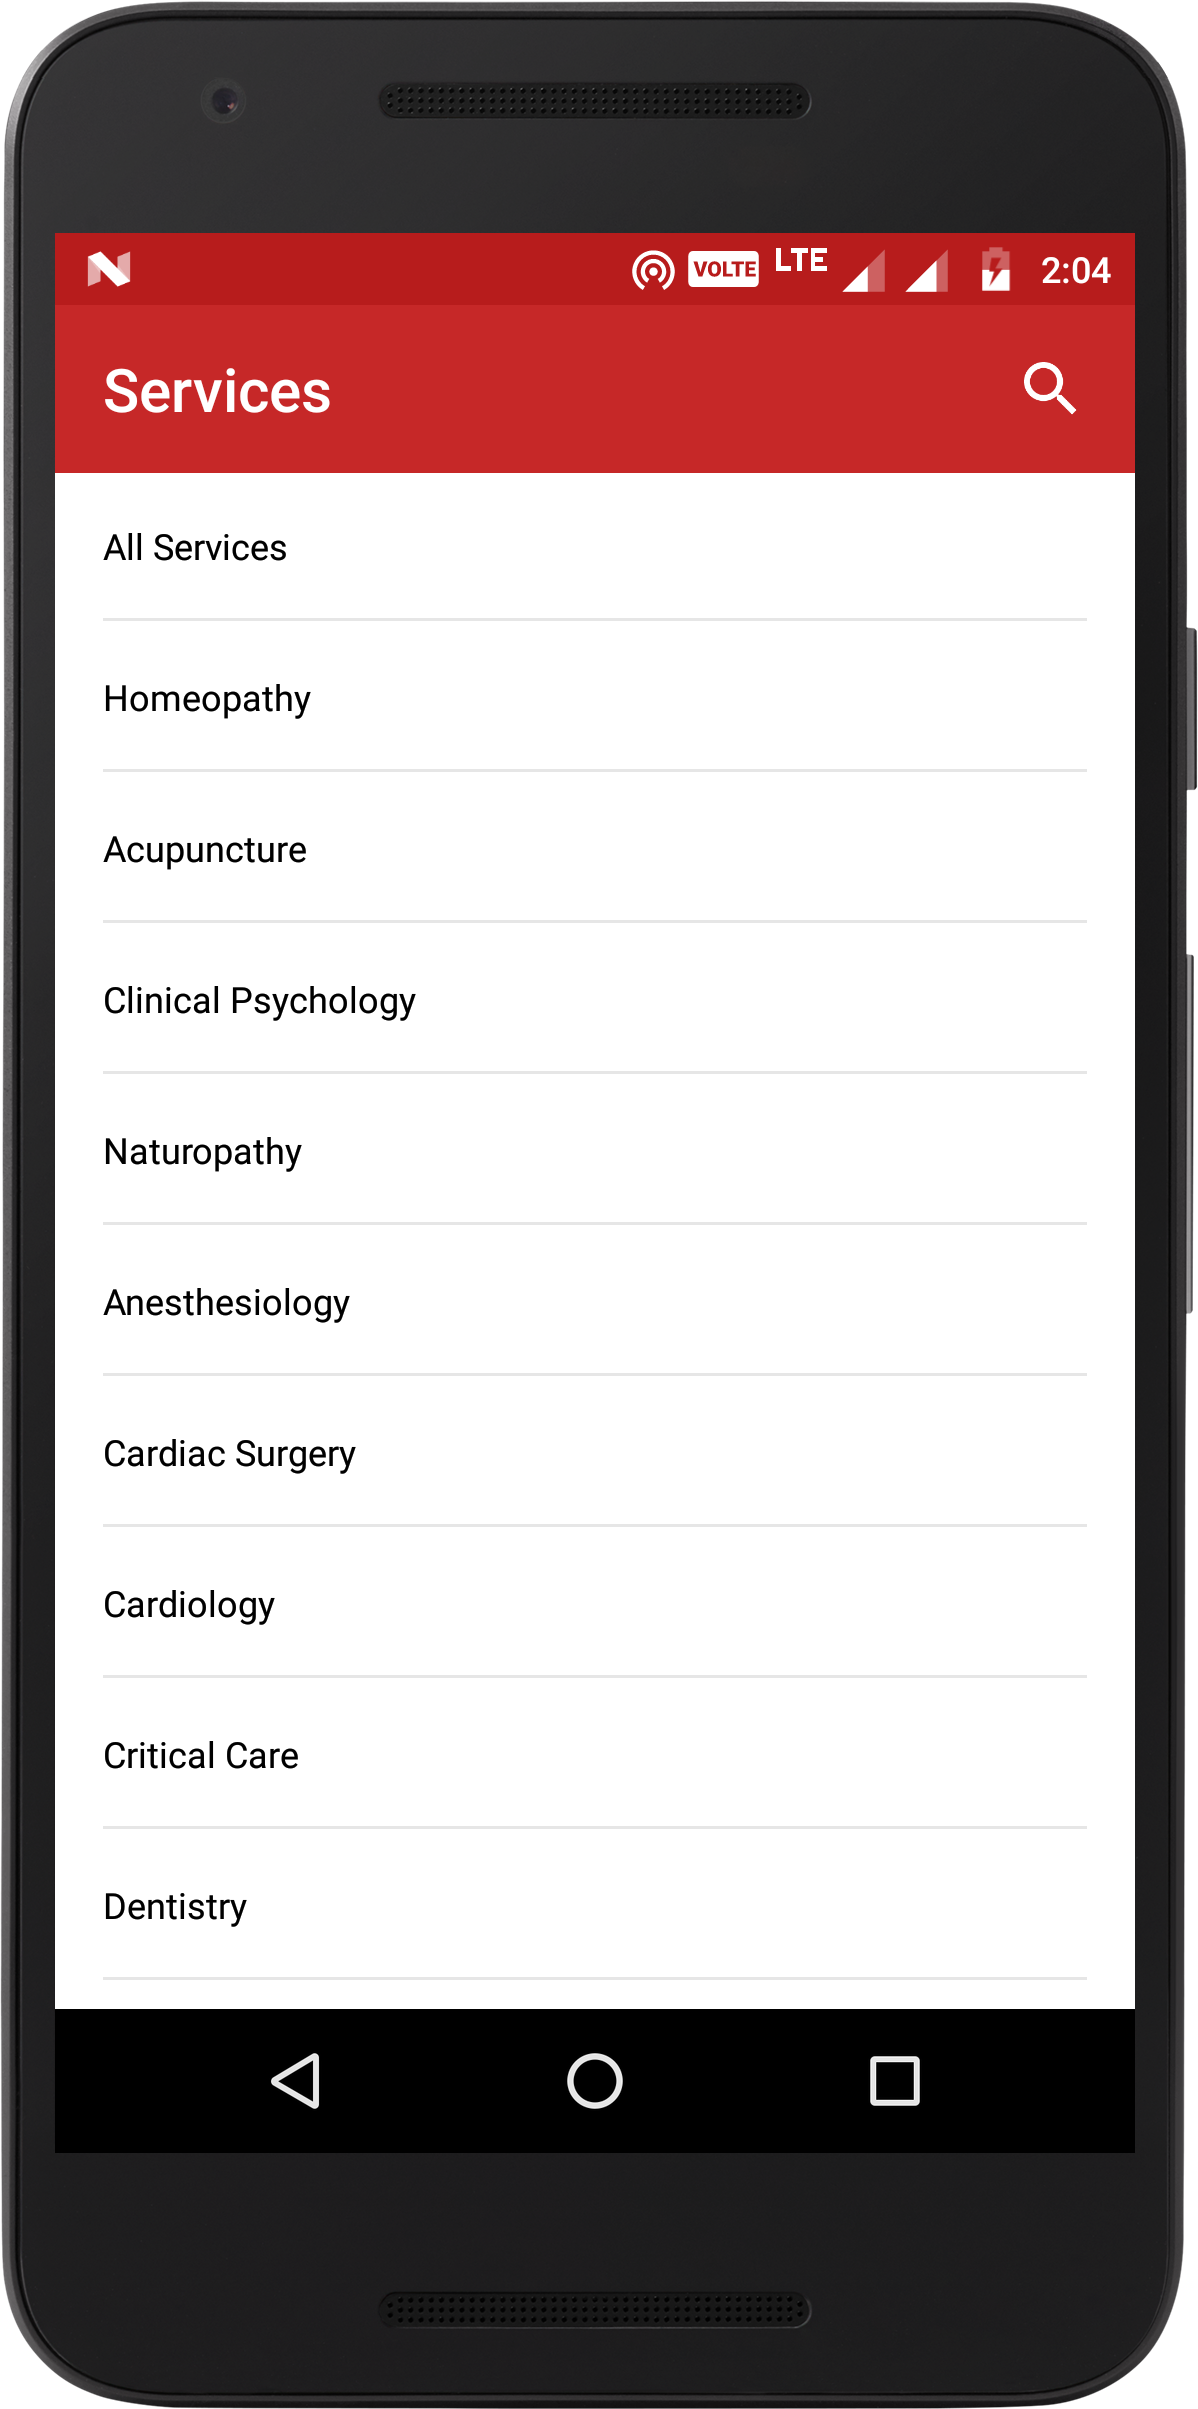 VOLTE LTE 2:04
Services
All Services
Homeopathy
Acupuncture
Clinical Psychology
Naturopathy
Anesthesiology
Cardiac Surgery
Cardiology
Critical Care
Dentistry